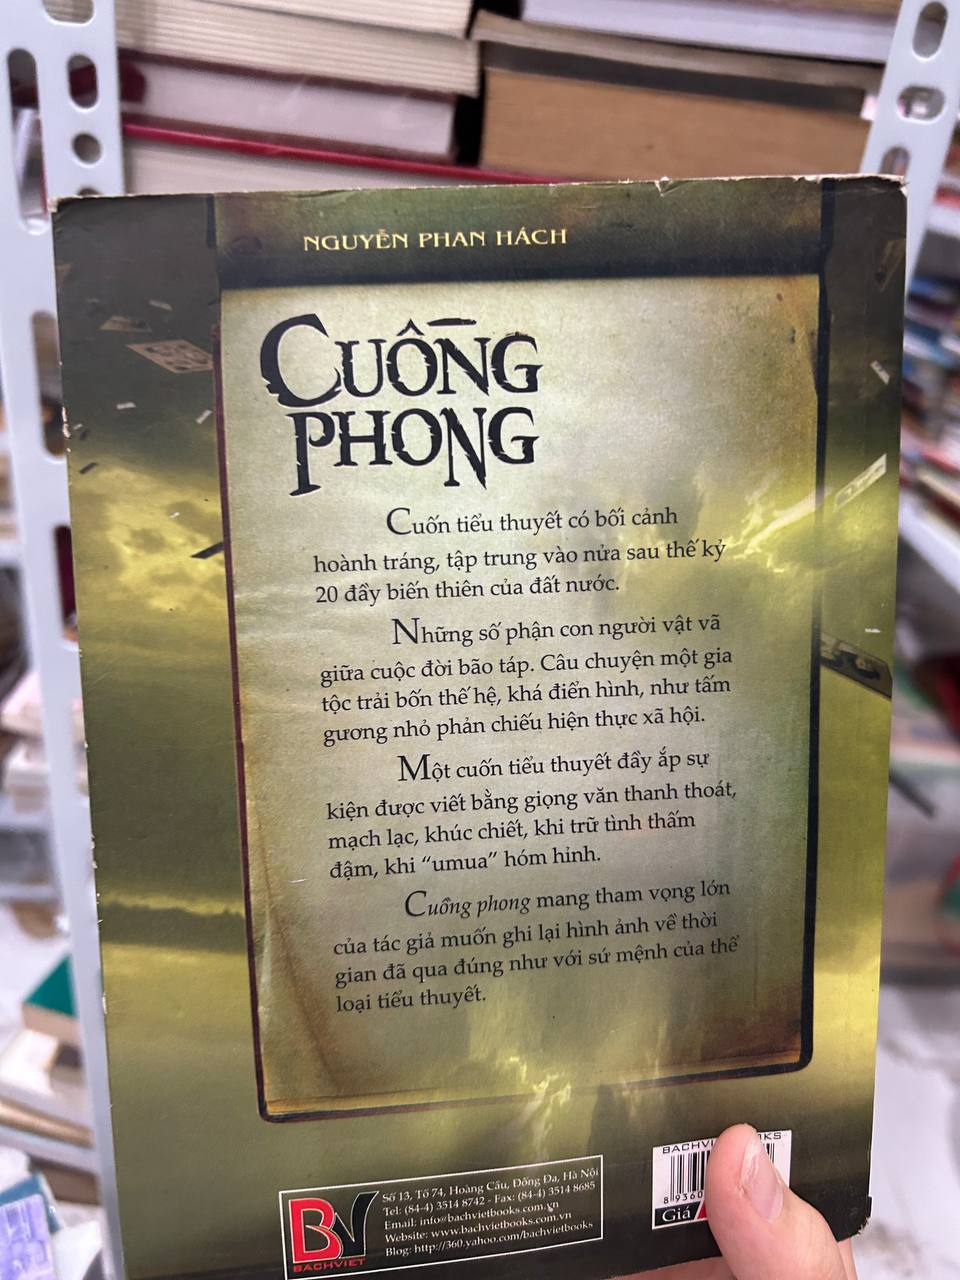 NGUYỄN PHAN HÁCH
CUỒNG
PHONG
Cuốn tiểu thuyết có bối cảnh
hoành tráng, tập trung vào nửa sau thế kỷ
20 đầy biến thiên của đất nước.
Những số phận con người vật vã
giữa cuộc đời bão táp. Câu chuyện một gia
tộc trải bốn thế hệ, khá điển hình, như tấm
gương nhỏ phản chiếu hiện thực xã hội.
Một cuốn tiểu thuyết đầy ắp sự
kiện được viết bằng giọng văn thanh thoát,
mạch lạc, khúc chiết, khi trữ tình thấm
đậm, khi “umua” hóm hỉnh.
Cuồng phong mang tham vọng lớn
của tác giả muốn ghi lại hình ảnh về thời
gian đã qua đúng như với sứ mệnh của thể
loại tiểu thuyết.
BV
BACHVIET
Số 13, Tổ 74, Hoàng Cầu, Đống Đa, Hà Nội
Tel: (84-4) 3514 8742 - Fax: (84-4) 3514 8685
Email: info@bachvietbooks.com.vn
Website: www.bachvietbooks.com.vn
Blog: http://360.yahoo.com/bachvietbooks
8 9360
Giá